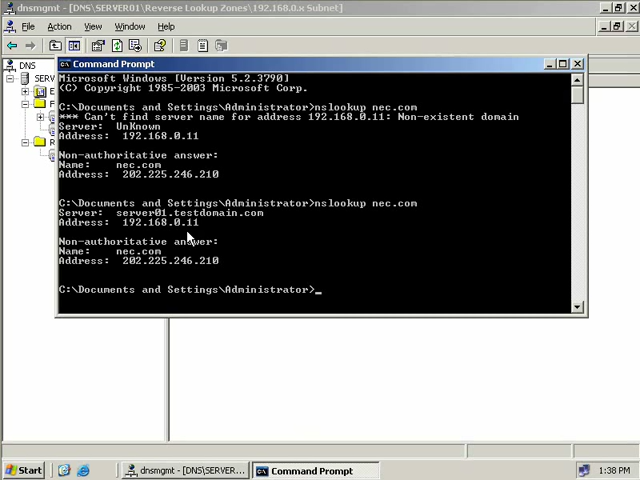 dnsmgmt - [DNS\SERVER01\Reverse Lookup Zones\192.168.0.x Subnet]
File Action View Window Help
DNS
SERV
E
F
R
Command Prompt
Microsoft Windows [Version 5.2.3790]
(C) Copyright 1985-2003 Microsoft Corp.
C:\Documents and Settings\Administrator>nslookup nec.com
*** Can't find server name for address 192.168.0.11: Non-existent domain
Server:  UnKnown
Address:  192.168.0.11
Non-authoritative answer:
Name:    nec.com
Address:  202.225.246.210
C:\Documents and Settings\Administrator>nslookup nec.com
Server:  server01.testdomain.com
Address:  192.168.0.11
Non-authoritative answer:
Name:    nec.com
Address:  202.225.246.210
C:\Documents and Settings\Administrator>_
Start dnsmgmt - [DNS\SERVER... Command Prompt 1:38 PM